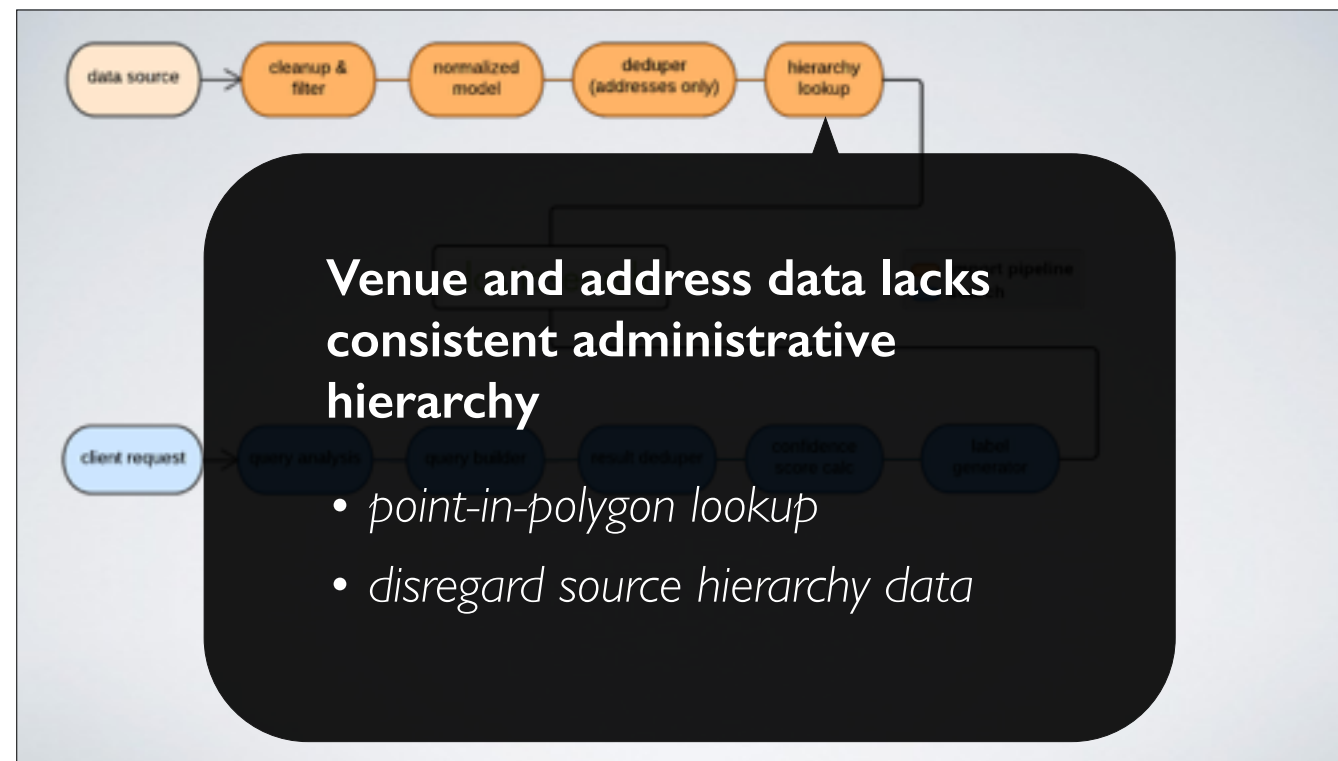 data source
cleanup &
filter
normalized
model
deduper
(addresses only)
hierarchy
lookup
pipeline
Venue and address data lacks
consistent administrative
hierarchy
client request
query analysis
query builder
result deduper
confidence
score calc
label
generator
• point-in-polygon lookup
• disregard source hierarchy data